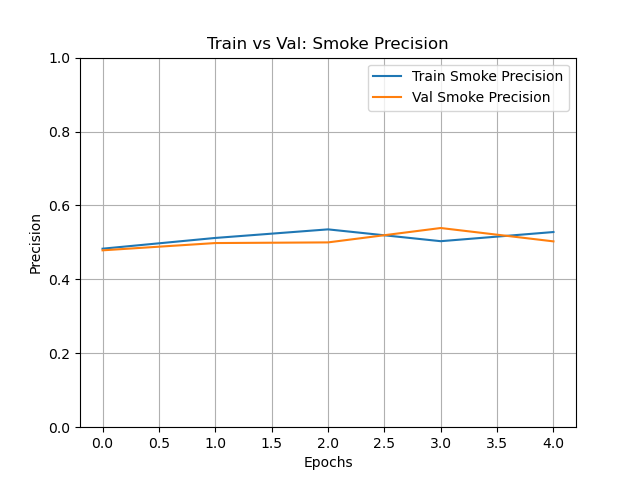 Train vs Val: Smoke Precision
Train Smoke Precision
Val Smoke Precision
1.0
0.8
0.6
0.4
0.2
0.0
Precision
0.0 0.5 1.0 1.5 2.0 2.5 3.0 3.5 4.0
Epochs